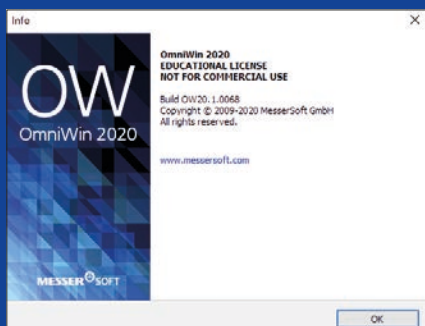 Info
OW
OmniWin 2020
MESSER SOFT
OmniWin 2020
EDUCATIONAL LICENSE
NOT FOR COMMERCIAL USE
Build OW20.1.0068
Copyright © 2009-2020 MesserSoft GmbH
All rights reserved.
www.messersoft.com
OK